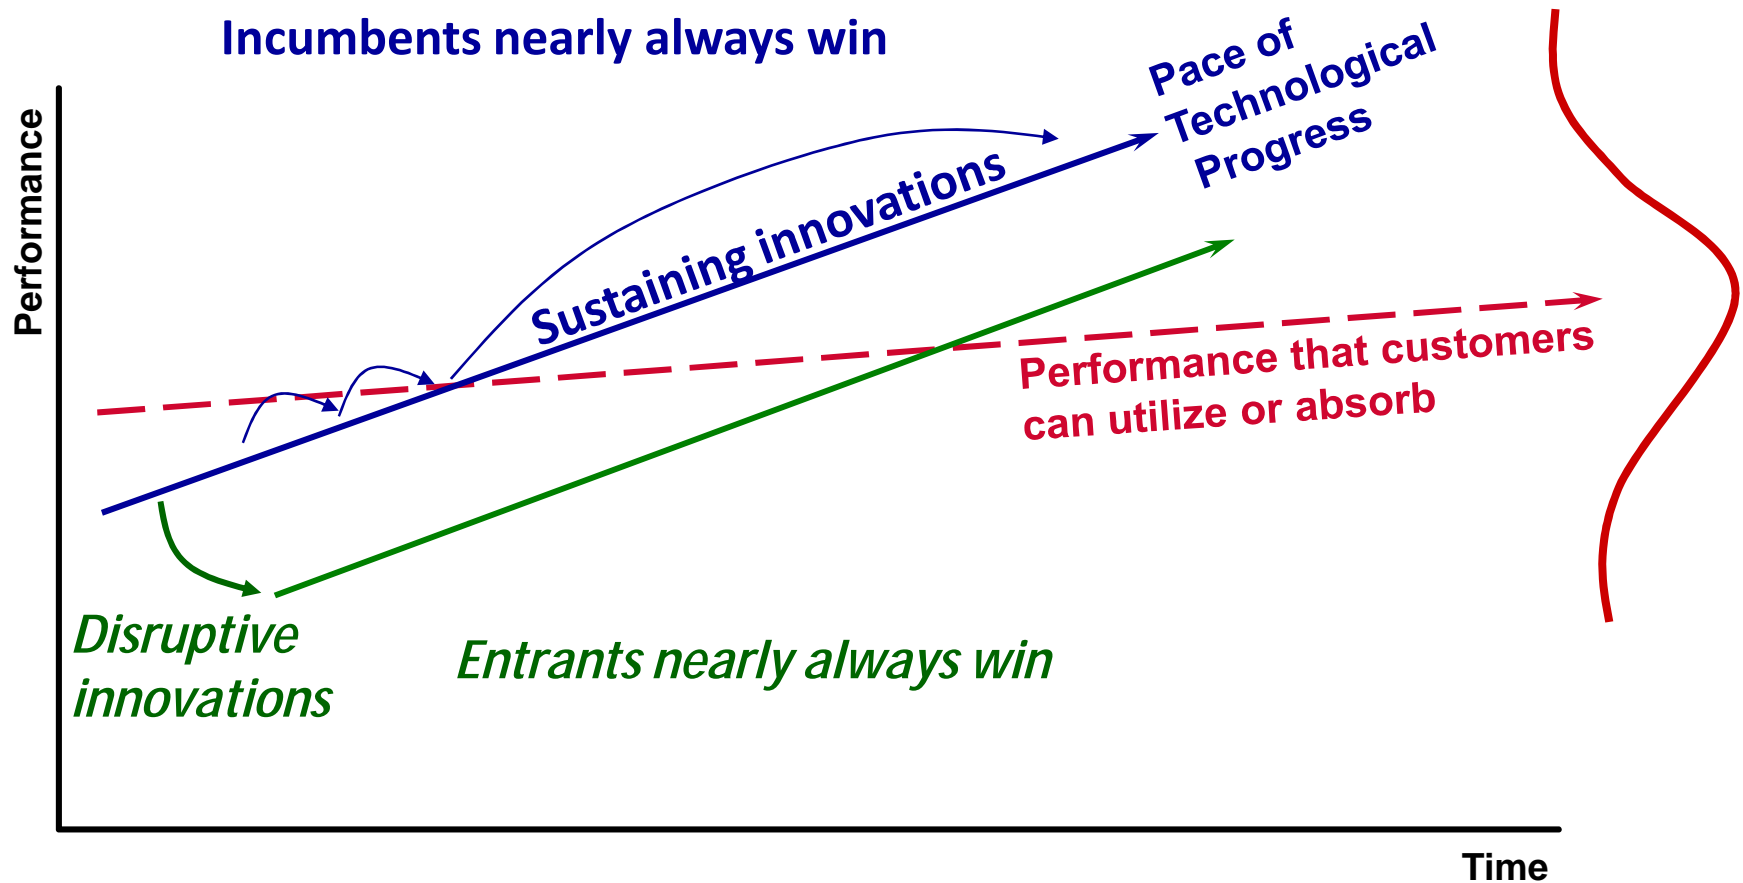 Incumbents nearly always win
Pace of
Technological
Progress
Performance
Sustaining innovations
Performance that customers
can utilize or absorb
Disruptive
innovations
Entrants nearly always win
Time